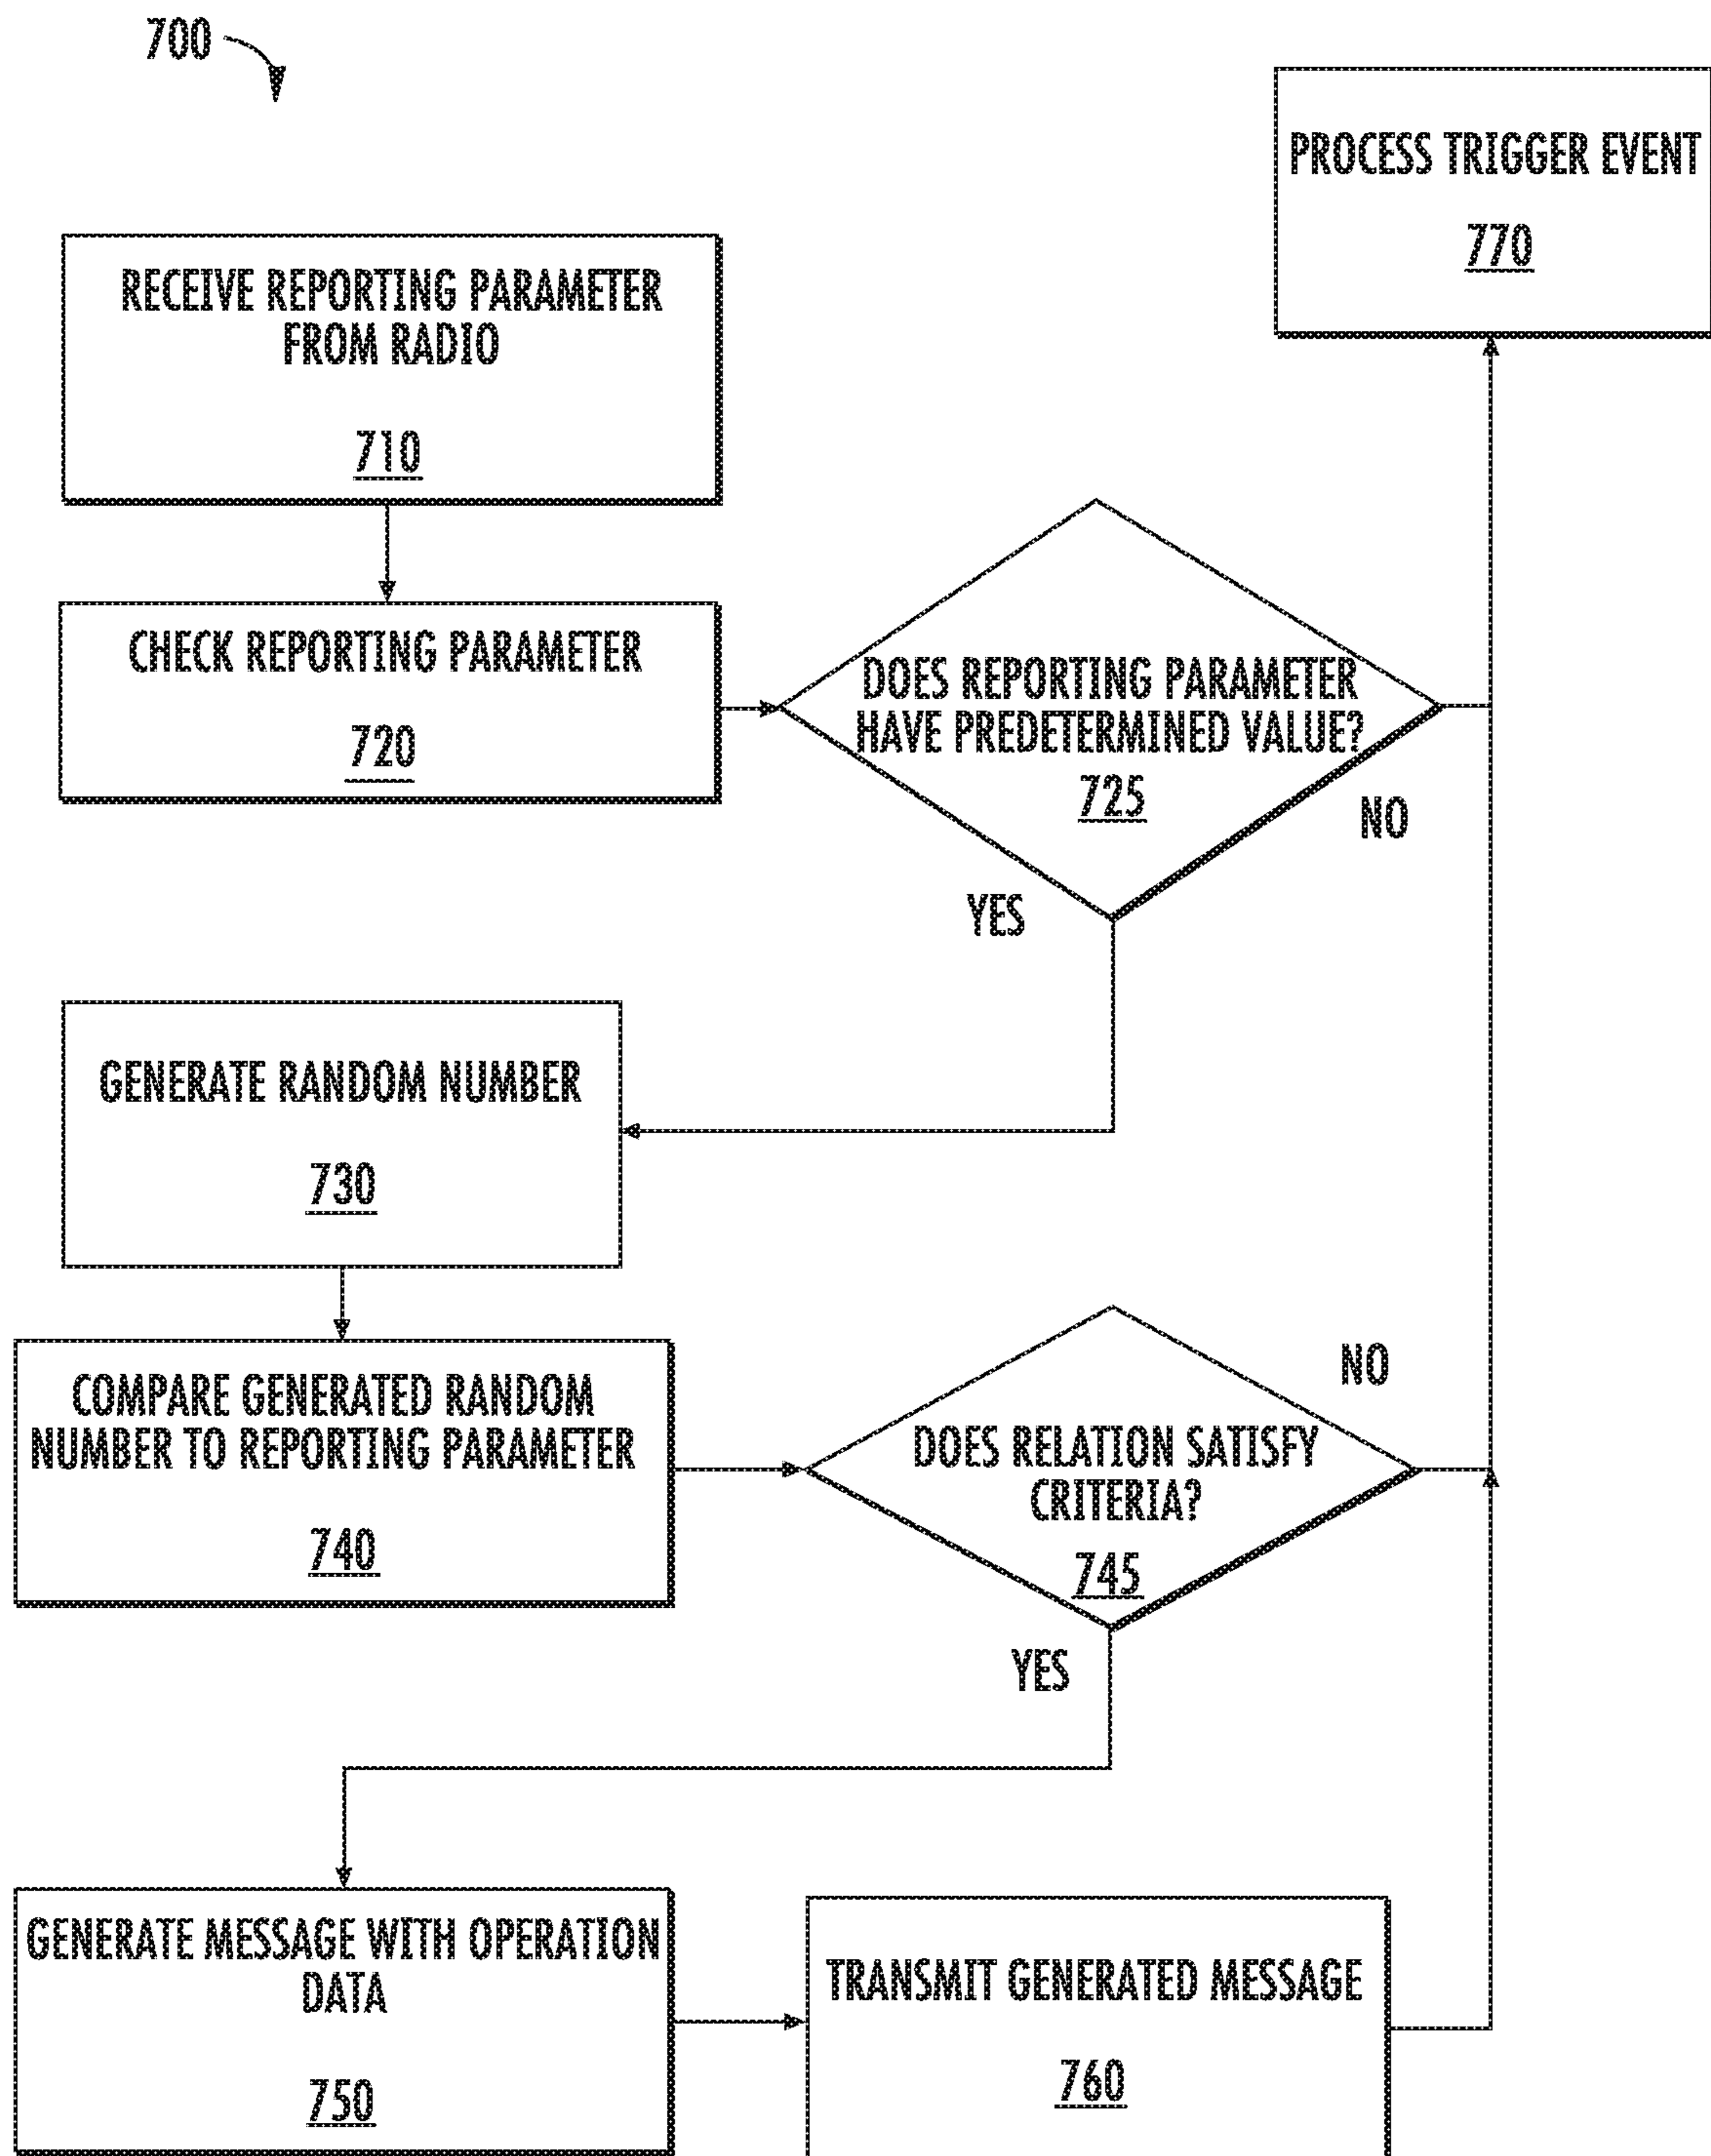 700
PROCESS TRIGGER EVENT
770
RECEIVE REPORTING PARAMETER
FROM RADIO
710
CHECK REPORTING PARAMETER
720
DOES REPORTING PARAMETER
HAVE PREDETERMINED VALUE?
725
NO
YES
GENERATE RANDOM NUMBER
730
COMPARE GENERATED RANDOM
NUMBER TO REPORTING PARAMETER
740
NO
DOES RELATION SATISFY
CRITERIA?
745
YES
GENERATE MESSAGE WITH OPERATION
DATA
750
TRANSMIT GENERATED MESSAGE
760